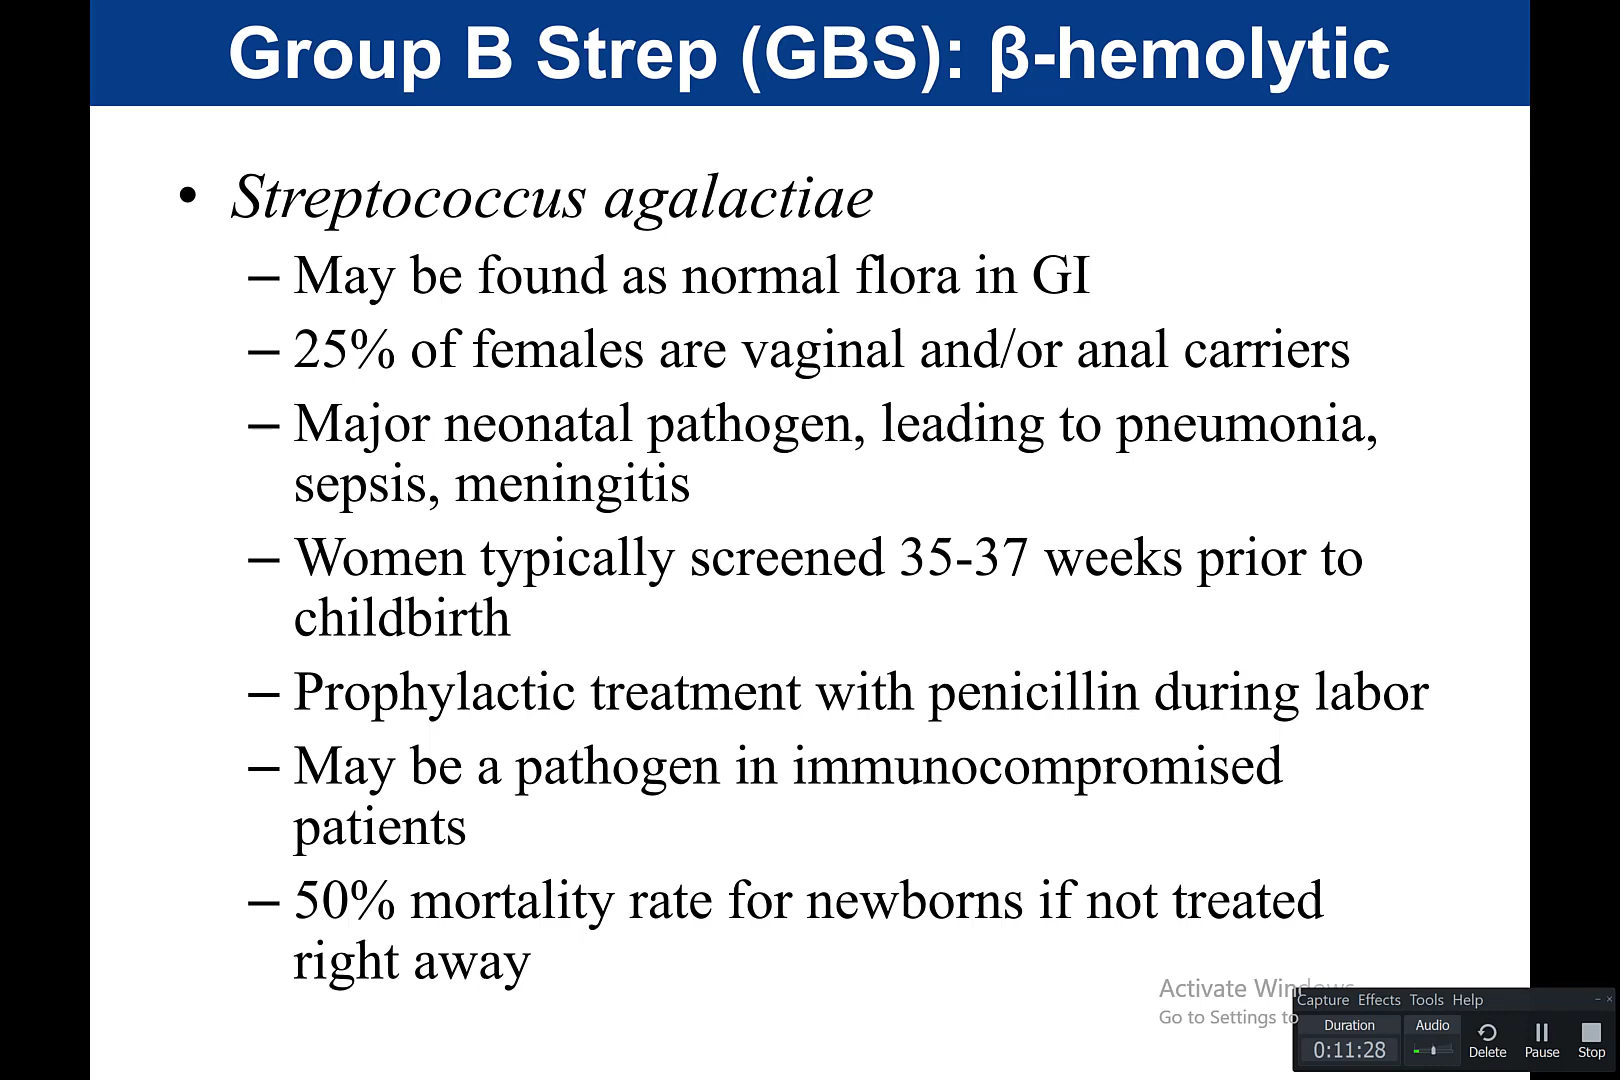 Group B Strep (GBS): β-hemolytic
• Streptococcus agalactiae
– May be found as normal flora in GI
– 25% of females are vaginal and/or anal carriers
– Major neonatal pathogen, leading to pneumonia,
sepsis, meningitis
– Women typically screened 35-37 weeks prior to
childbirth
– Prophylactic treatment with penicillin during labor
– May be a pathogen in immunocompromised
patients
– 50% mortality rate for newborns if not treated
right away
Activate Windows
Go to Settings to
Capture Effects Tools Help
Duration Audio
0:11:28 Delete Pause Stop